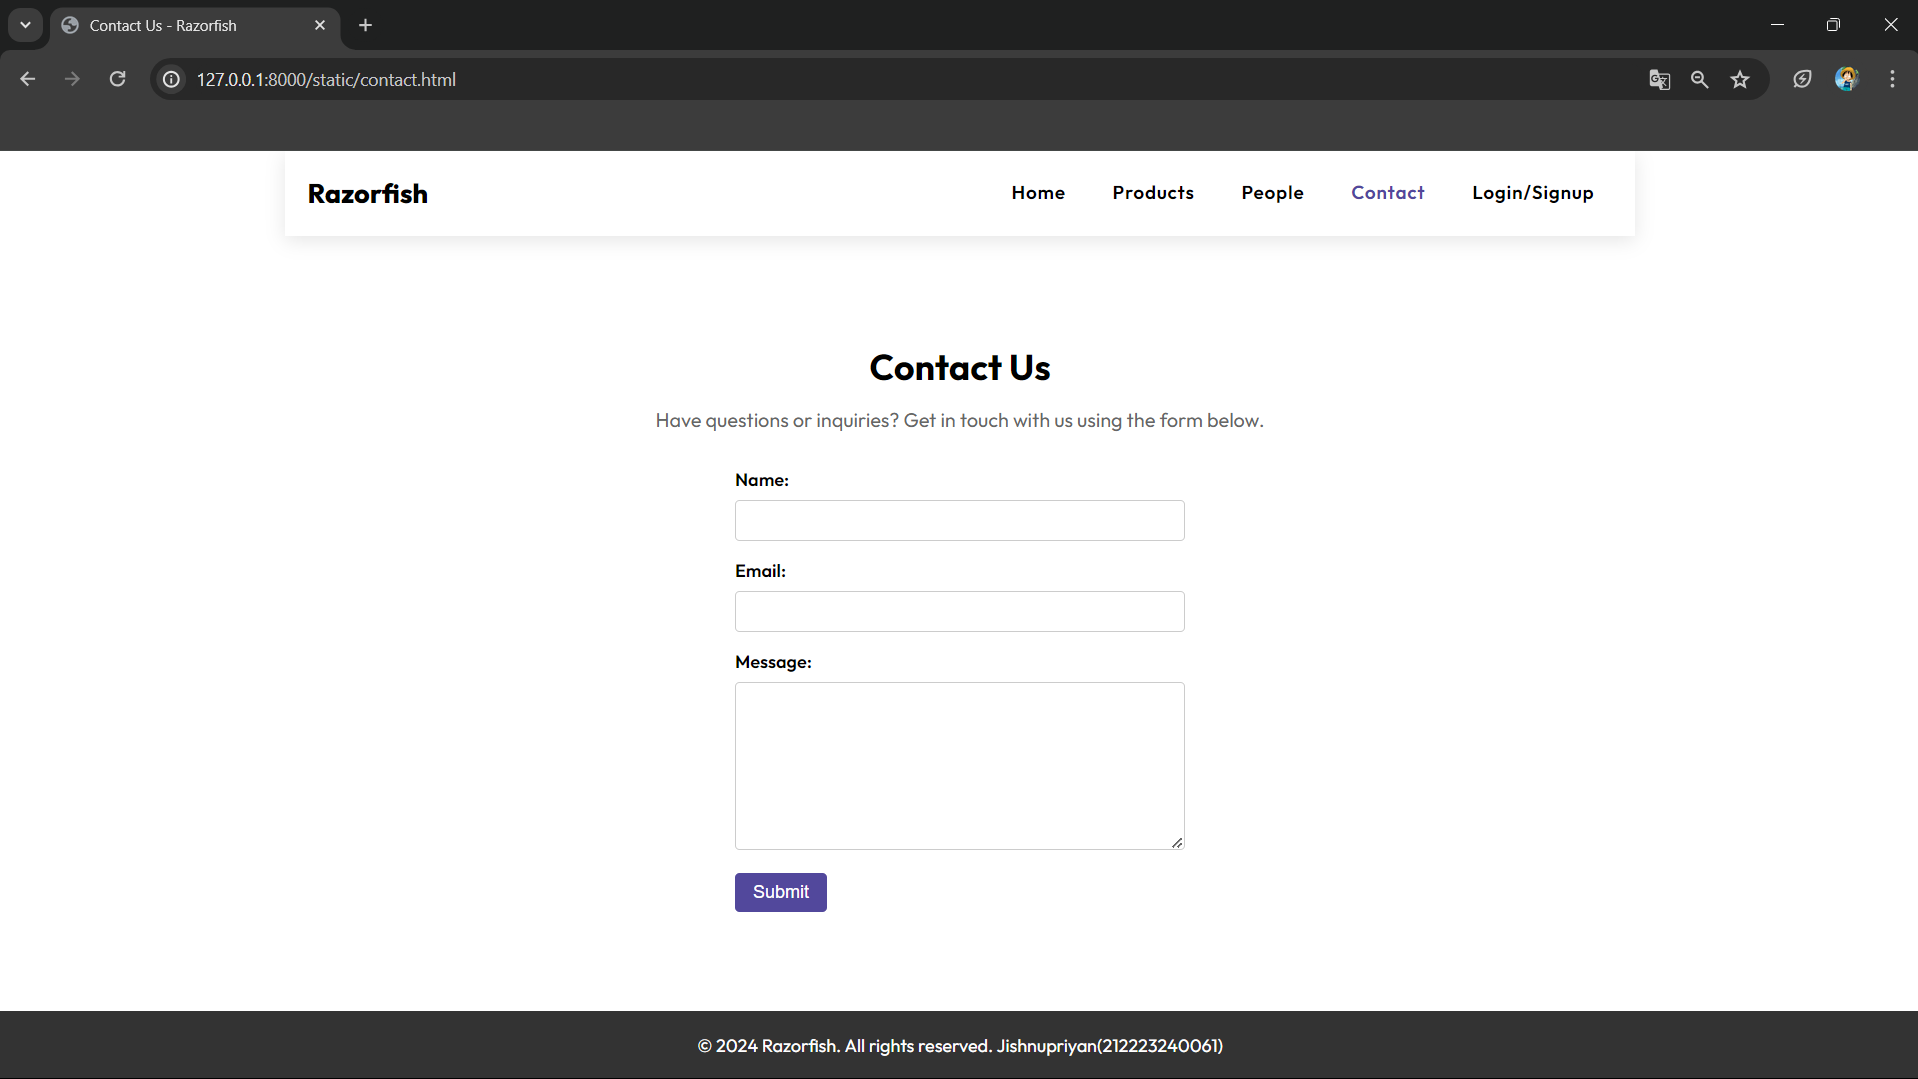 Contact Us - Razorfish
127.0.0.1:8000/static/contact.html
Razorfish
Home Products People Contact Login/Signup
Contact Us
Have questions or inquiries? Get in touch with us using the form below.
Name:
Email:
Message:
Submit
© 2024 Razorfish. All rights reserved. Jishnupriyan(212223240061)